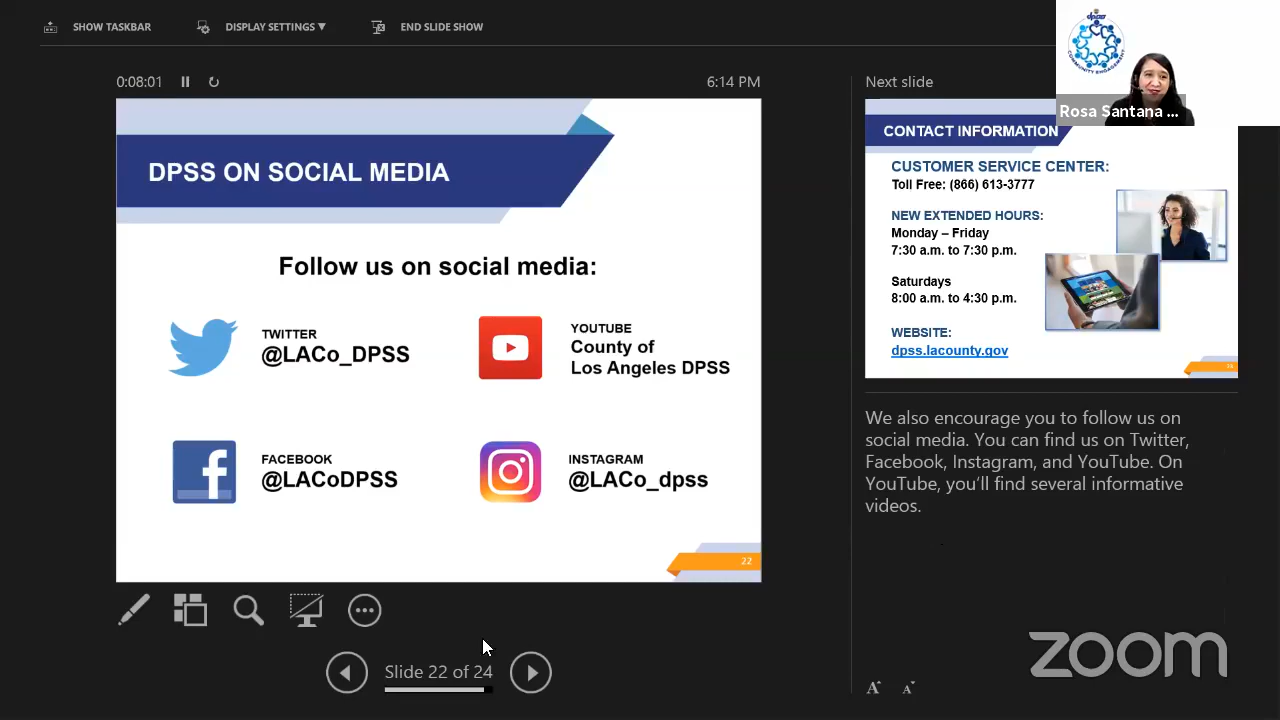 SHOW TASKBAR
DISPLAY SETTINGS ▼
END SLIDE SHOW
dpss
COMMUNITY ENGAGEMENT
Rosa Santana ...
0:08:01
6:14 PM
DPSS ON SOCIAL MEDIA
Follow us on social media:
TWITTER
@LACo_DPSS
YOUTUBE
County of
Los Angeles DPSS
FACEBOOK
@LACoDPSS
INSTAGRAM
@LACo_dpss
22
Slide 22 of 24
Next slide
CONTACT INFORMATION
CUSTOMER SERVICE CENTER:
Toll Free: (866) 613-3777
NEW EXTENDED HOURS:
Monday – Friday
7:30 a.m. to 7:30 p.m.
Saturdays
8:00 a.m. to 4:30 p.m.
WEBSITE:
dpss.lacounty.gov
We also encourage you to follow us on
social media. You can find us on Twitter,
Facebook, Instagram, and YouTube. On
YouTube, you'll find several informative
videos.
A A
zoom